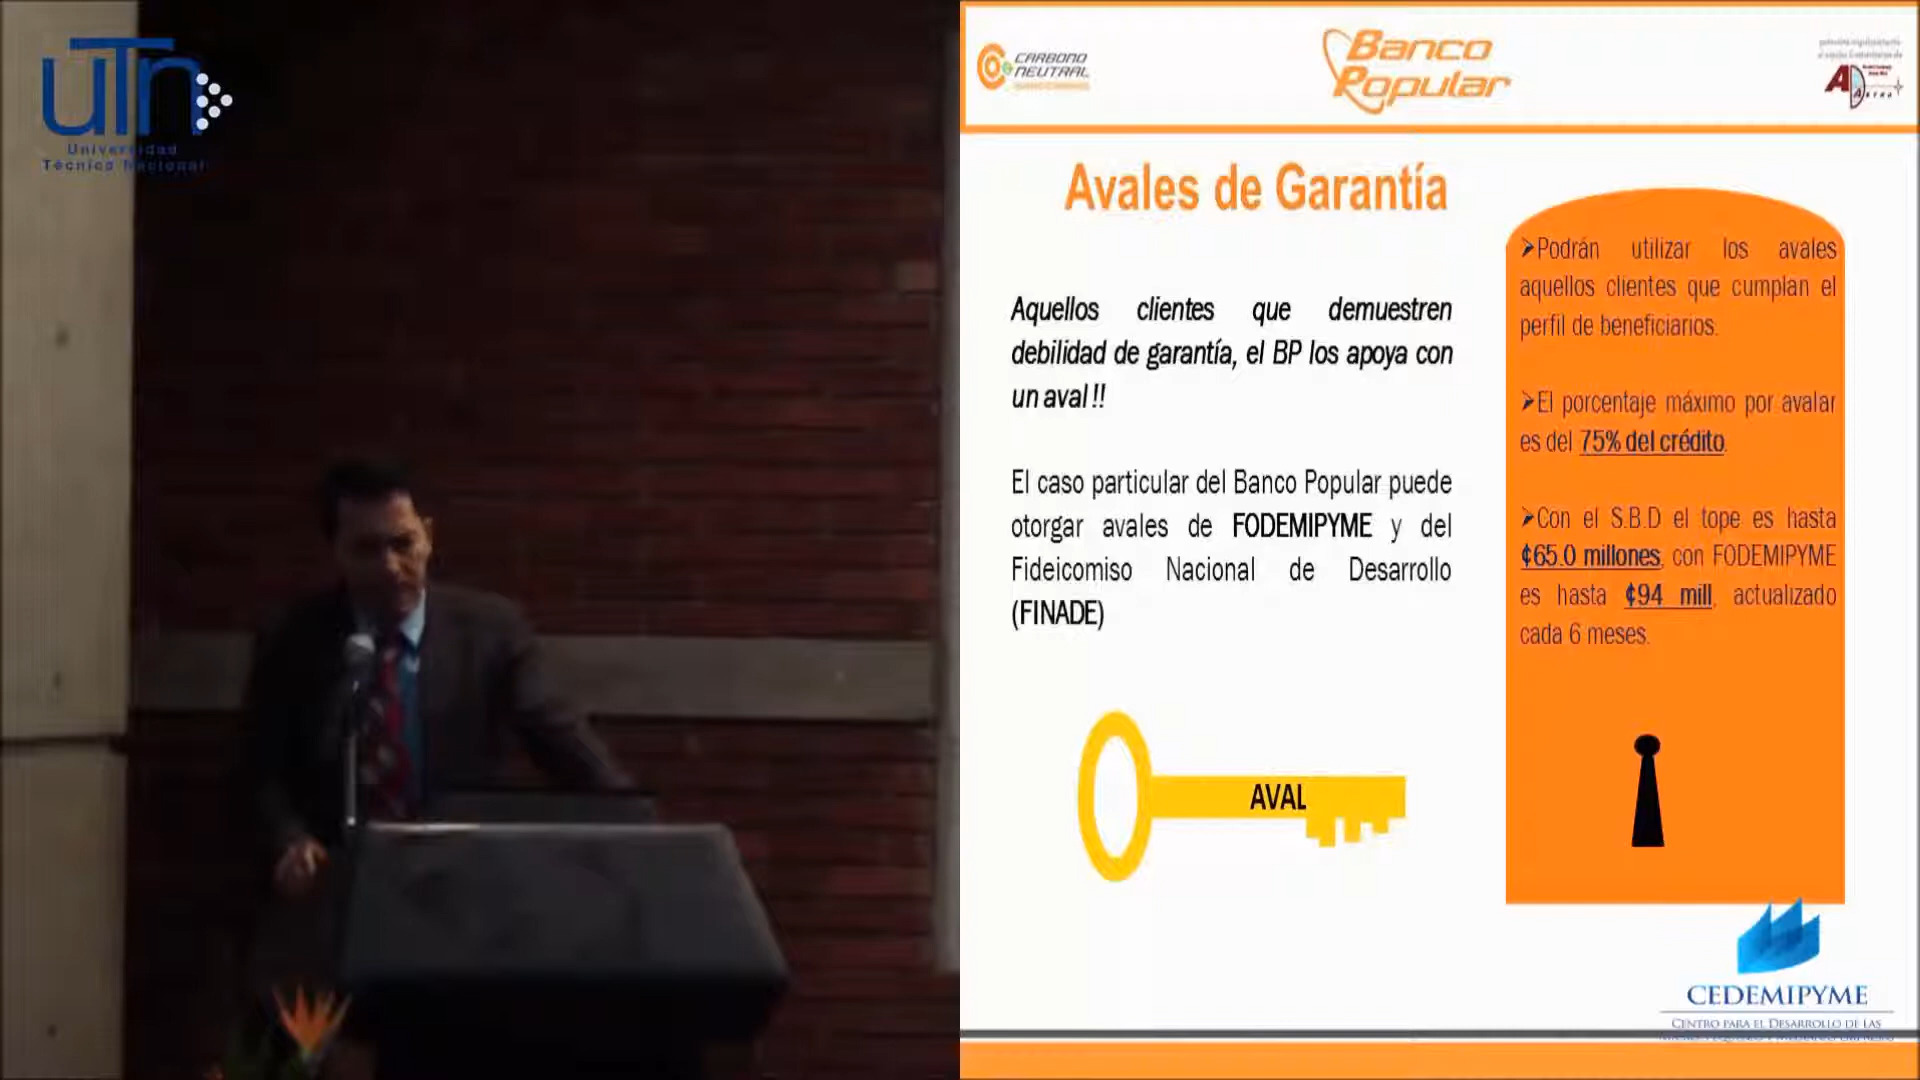 uTn
Universidad
Técnica Nacional
CARBONO
NEUTRAL
Banco
Popular
Avales de Garantía
Aquellos clientes que demuestren
debilidad de garantía, el BP los apoya con
un aval !!
El caso particular del Banco Popular puede
otorgar avales de FODEMIPYME y del
Fideicomiso Nacional de Desarrollo
(FINADE)
AVAL
➢Podrán utilizar los avales
aquellos clientes que cumplan el
perfil de beneficiarios.
➢El porcentaje máximo por avalar
es del 75% del crédito.
➢Con el S.B.D el tope es hasta
¢65.0 millones, con FODEMIPYME
es hasta ¢94 mill, actualizado
cada 6 meses.
CEDEMIPYME
CENTRO PARA EL DESARROLLO DE LAS